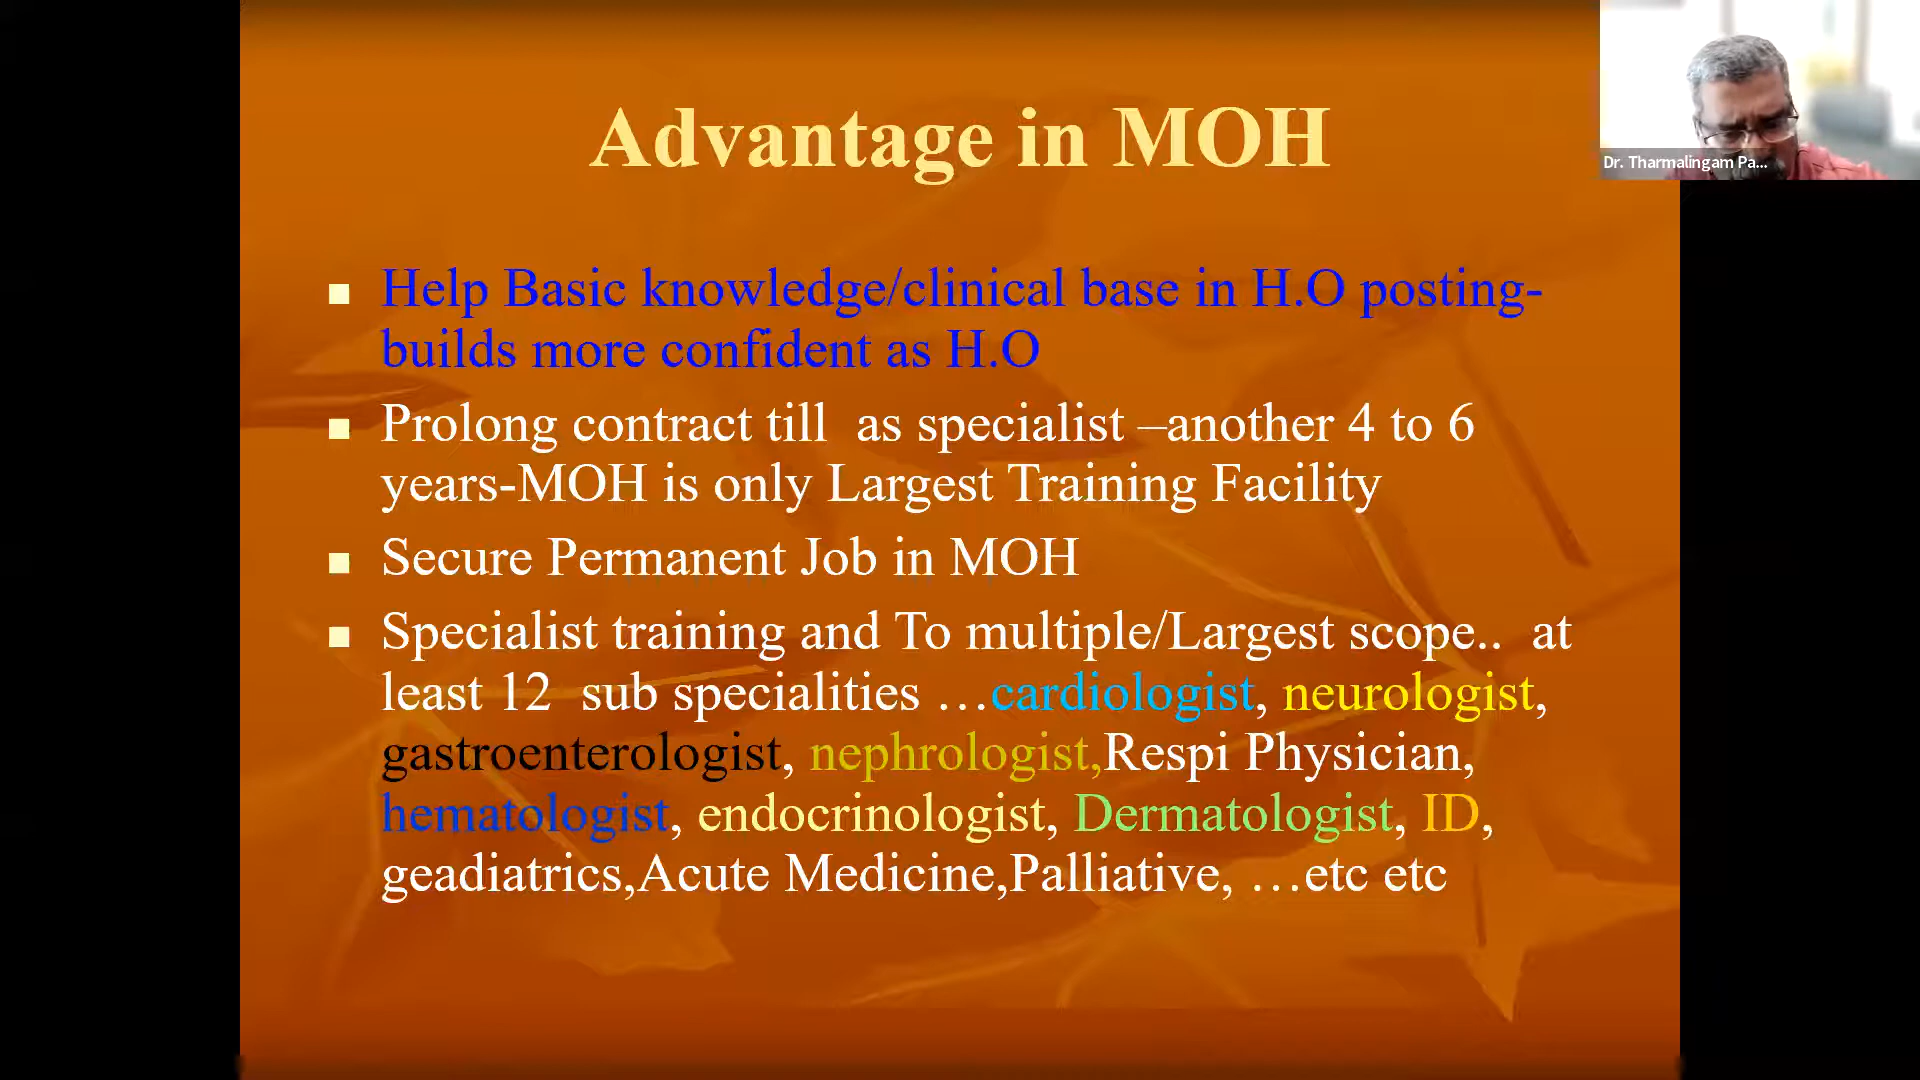 Advantage in MOH
Dr. Tharmalingam Pa...
Help Basic knowledge/clinical base in H.O posting-
builds more confident as H.O
Prolong contract till as specialist –another 4 to 6
years-MOH is only Largest Training Facility
Secure Permanent Job in MOH
Specialist training and To multiple/Largest scope.. at
least 12 sub specialities …cardiologist, neurologist,
gastroenterologist, nephrologist,Respi Physician,
hematologist, endocrinologist, Dermatologist, ID,
geadiatrics,Acute Medicine,Palliative, …etc etc